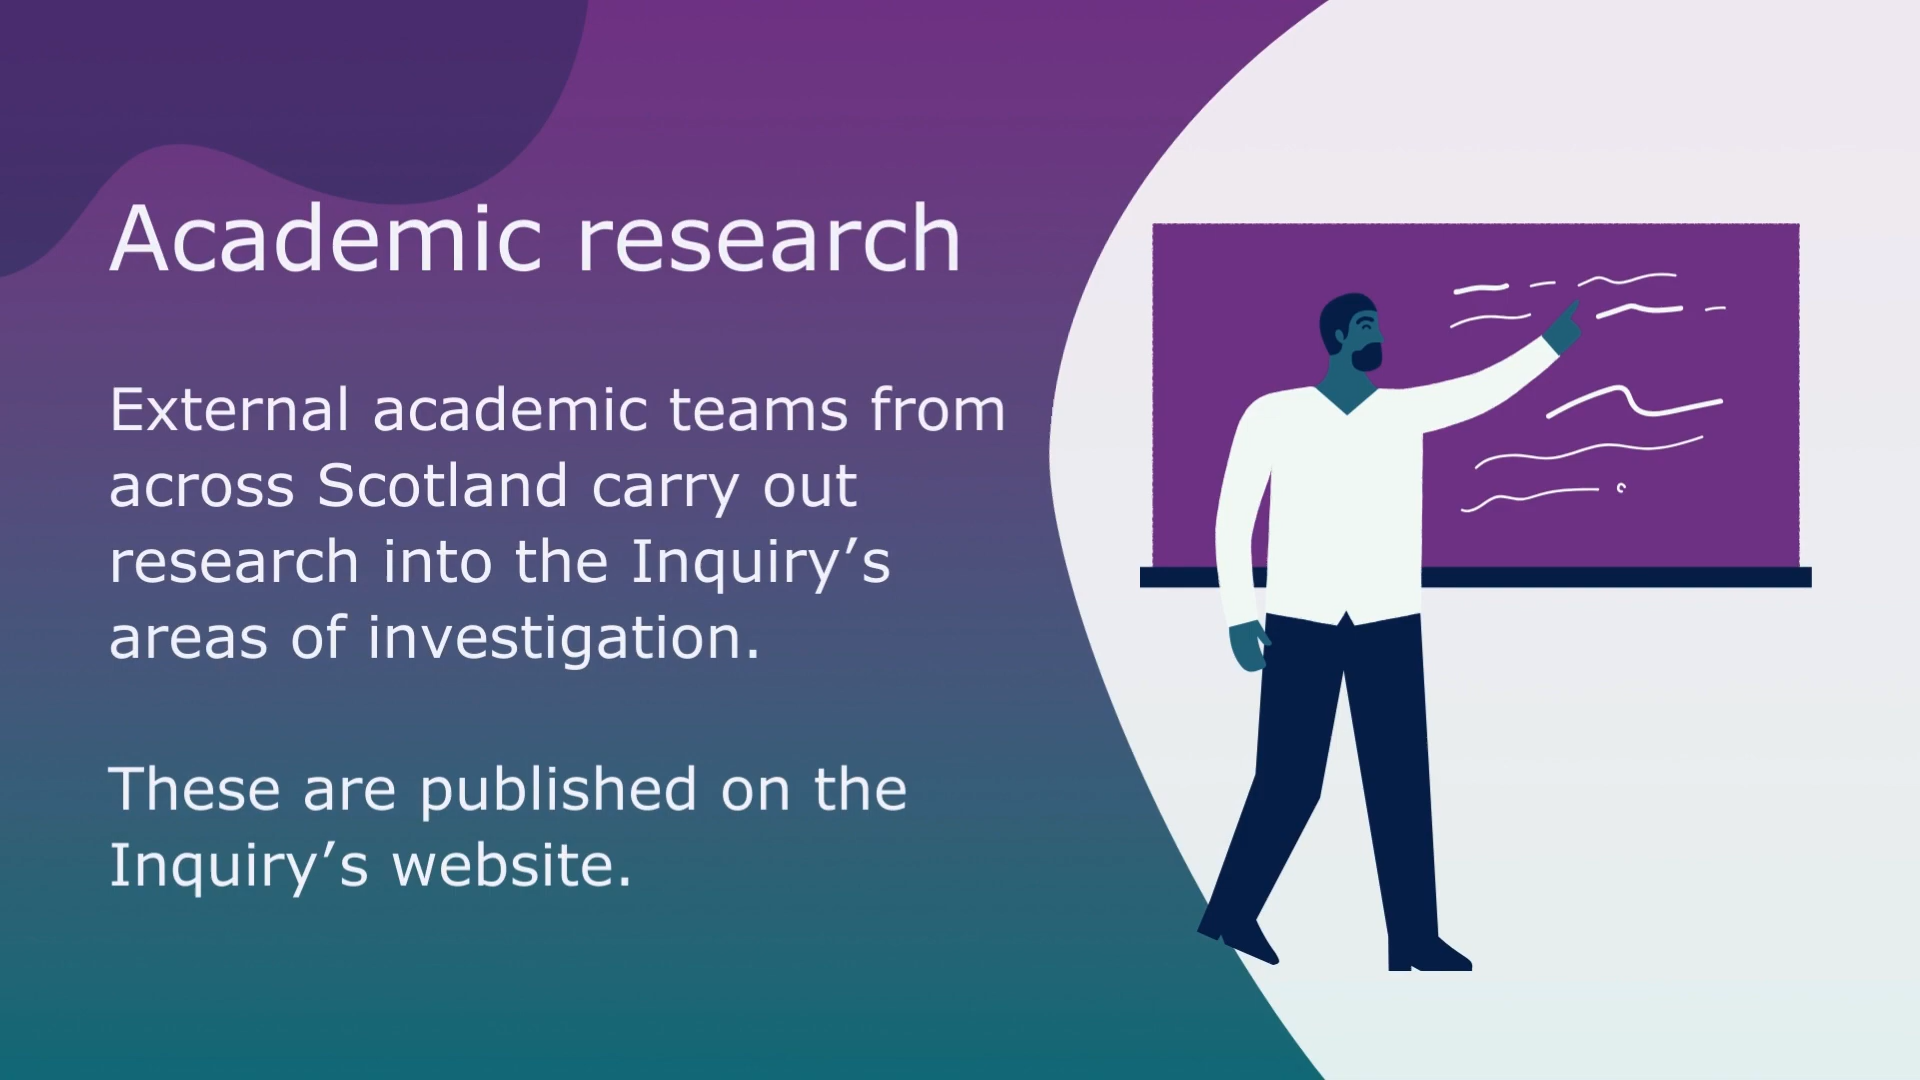 Academic research
External academic teams from
across Scotland carry out
research into the Inquiry’s
areas of investigation.
These are published on the
Inquiry’s website.